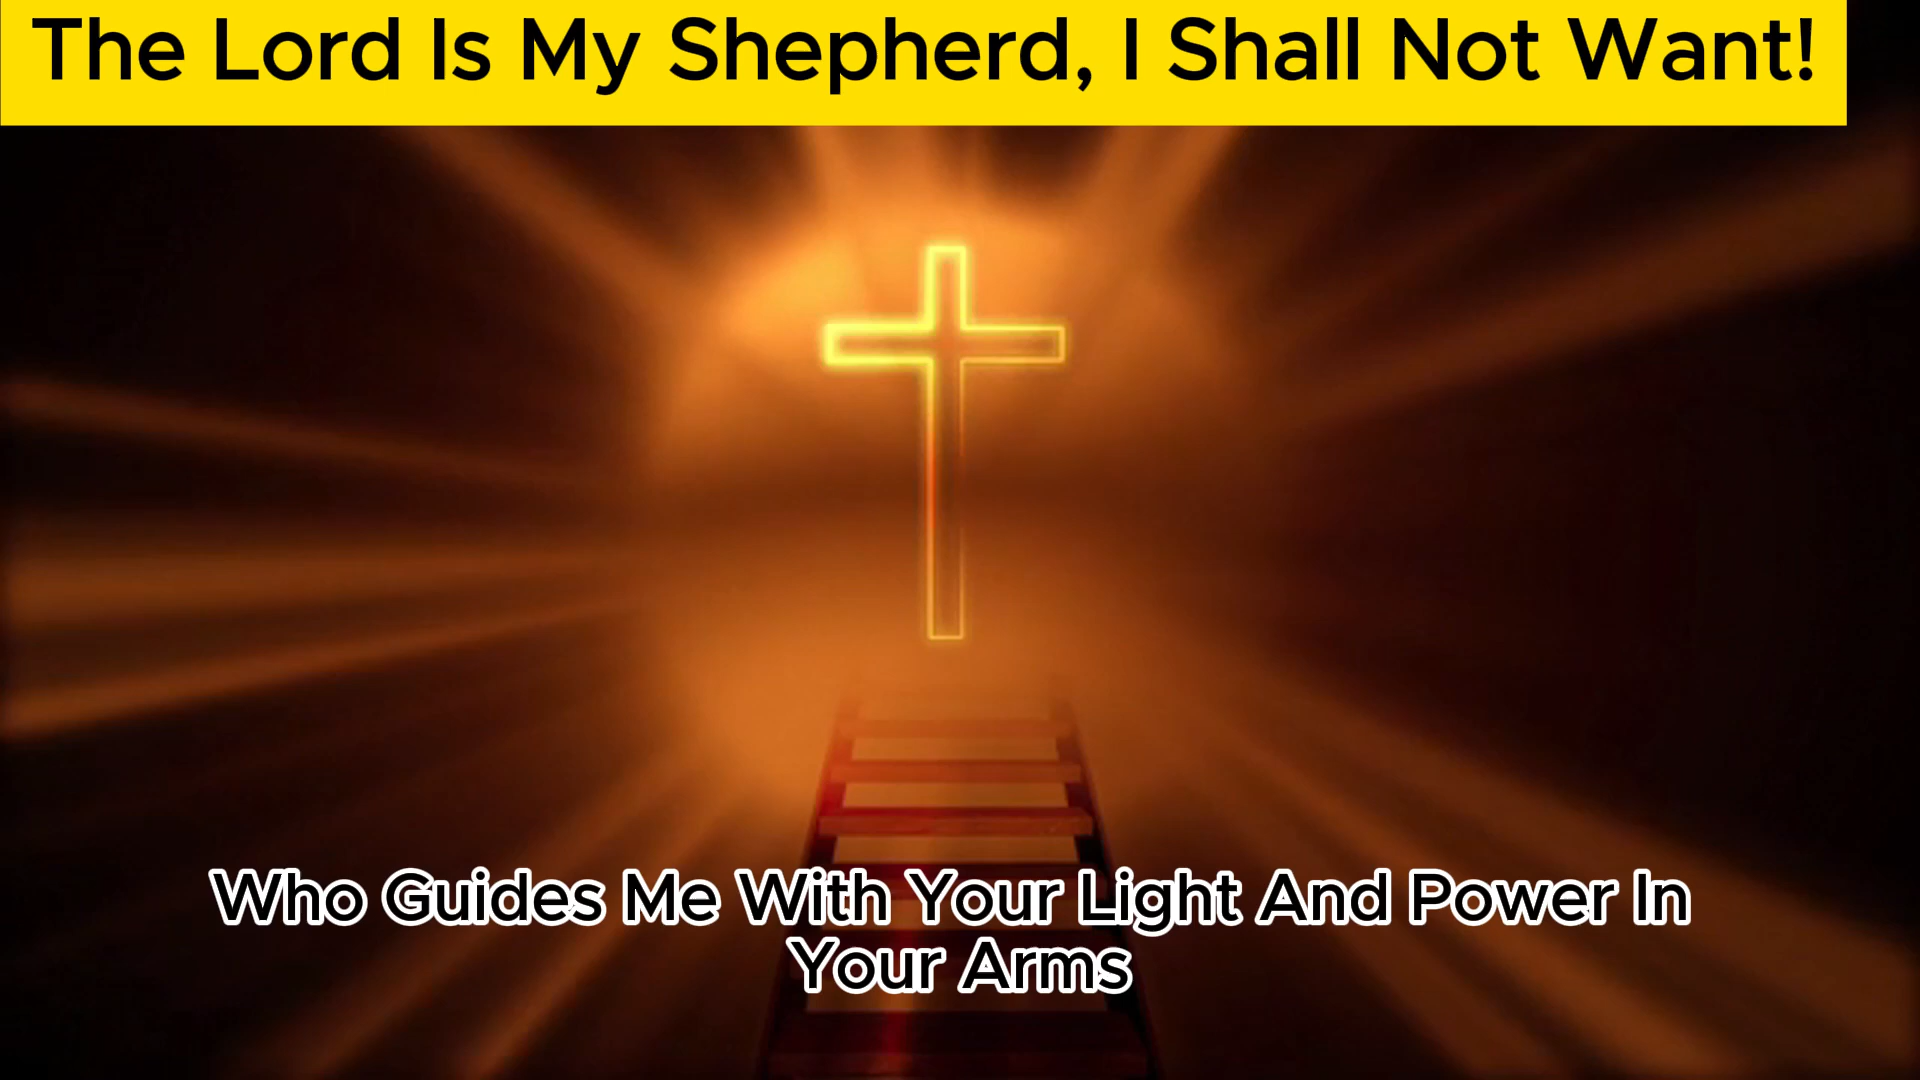 The Lord Is My Shepherd, I Shall Not Want!
Who Guides Me With Your Light And Power In
Your Arms